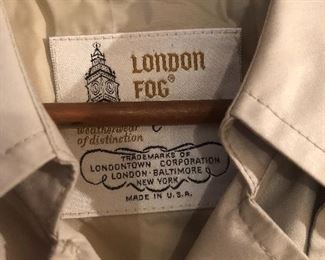 LONDON
FOG®
weatherwear
of distinction
TRADEMARKS OF
LONDONTOWN CORPORATION
LONDON-BALTIMORE
NEW YORK
MADE IN U.S.A.